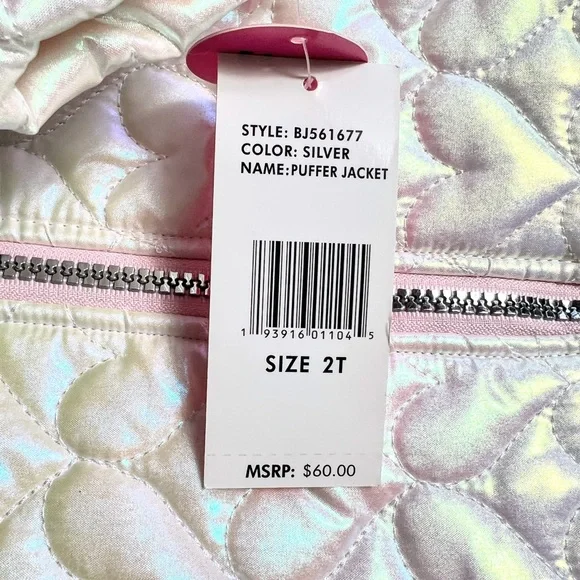 STYLE: BJ561677
COLOR: SILVER
NAME:PUFFER JACKET
1 93916 01104 5
SIZE 2T
MSRP: $60.00